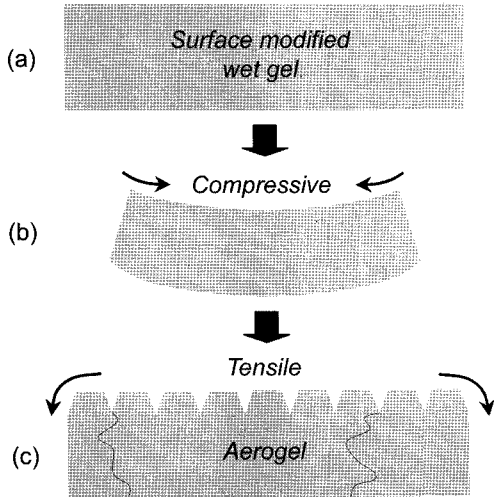 (a)
Surface modified
wet gel
Compressive
(b)
Tensile
Aerogel
(c)